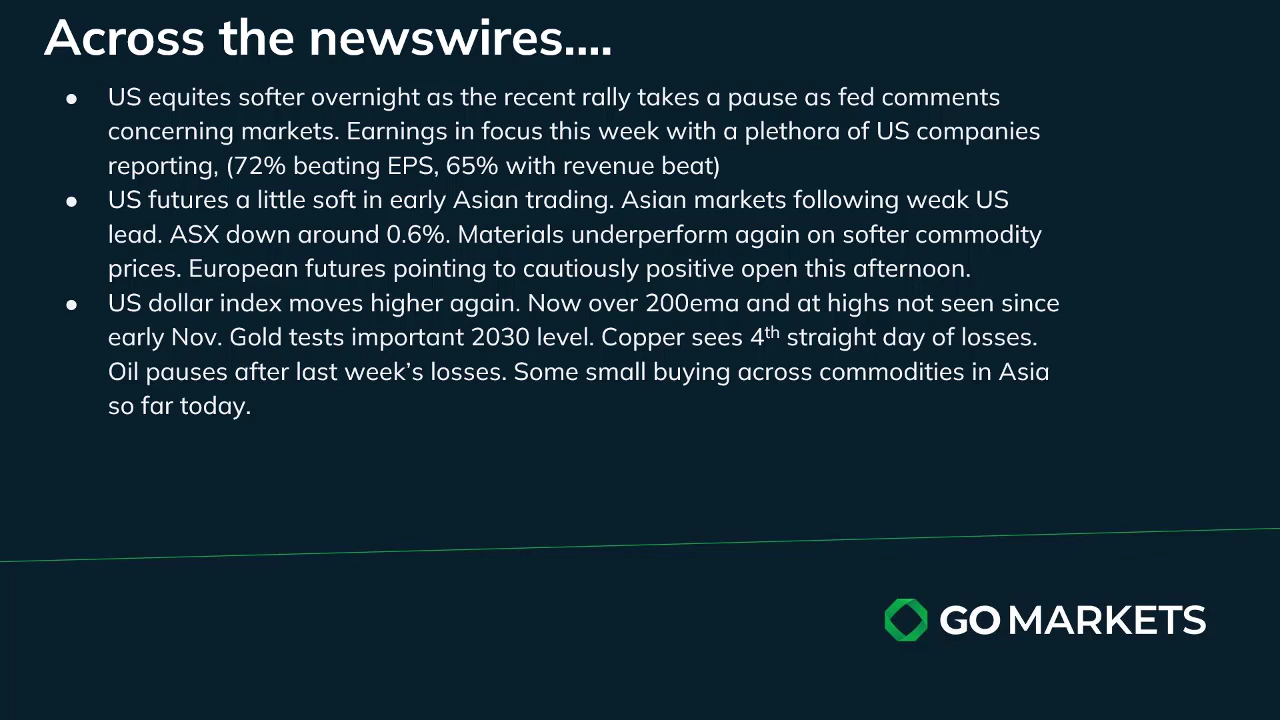 Across the newswires....
● US equites softer overnight as the recent rally takes a pause as fed comments
concerning markets. Earnings in focus this week with a plethora of US companies
reporting, (72% beating EPS, 65% with revenue beat)
● US futures a little soft in early Asian trading. Asian markets following weak US
lead. ASX down around 0.6%. Materials underperform again on softer commodity
prices. European futures pointing to cautiously positive open this afternoon.
● US dollar index moves higher again. Now over 200ema and at highs not seen since
early Nov. Gold tests important 2030 level. Copper sees 4th straight day of losses.
Oil pauses after last week’s losses. Some small buying across commodities in Asia
so far today.
GO MARKETS